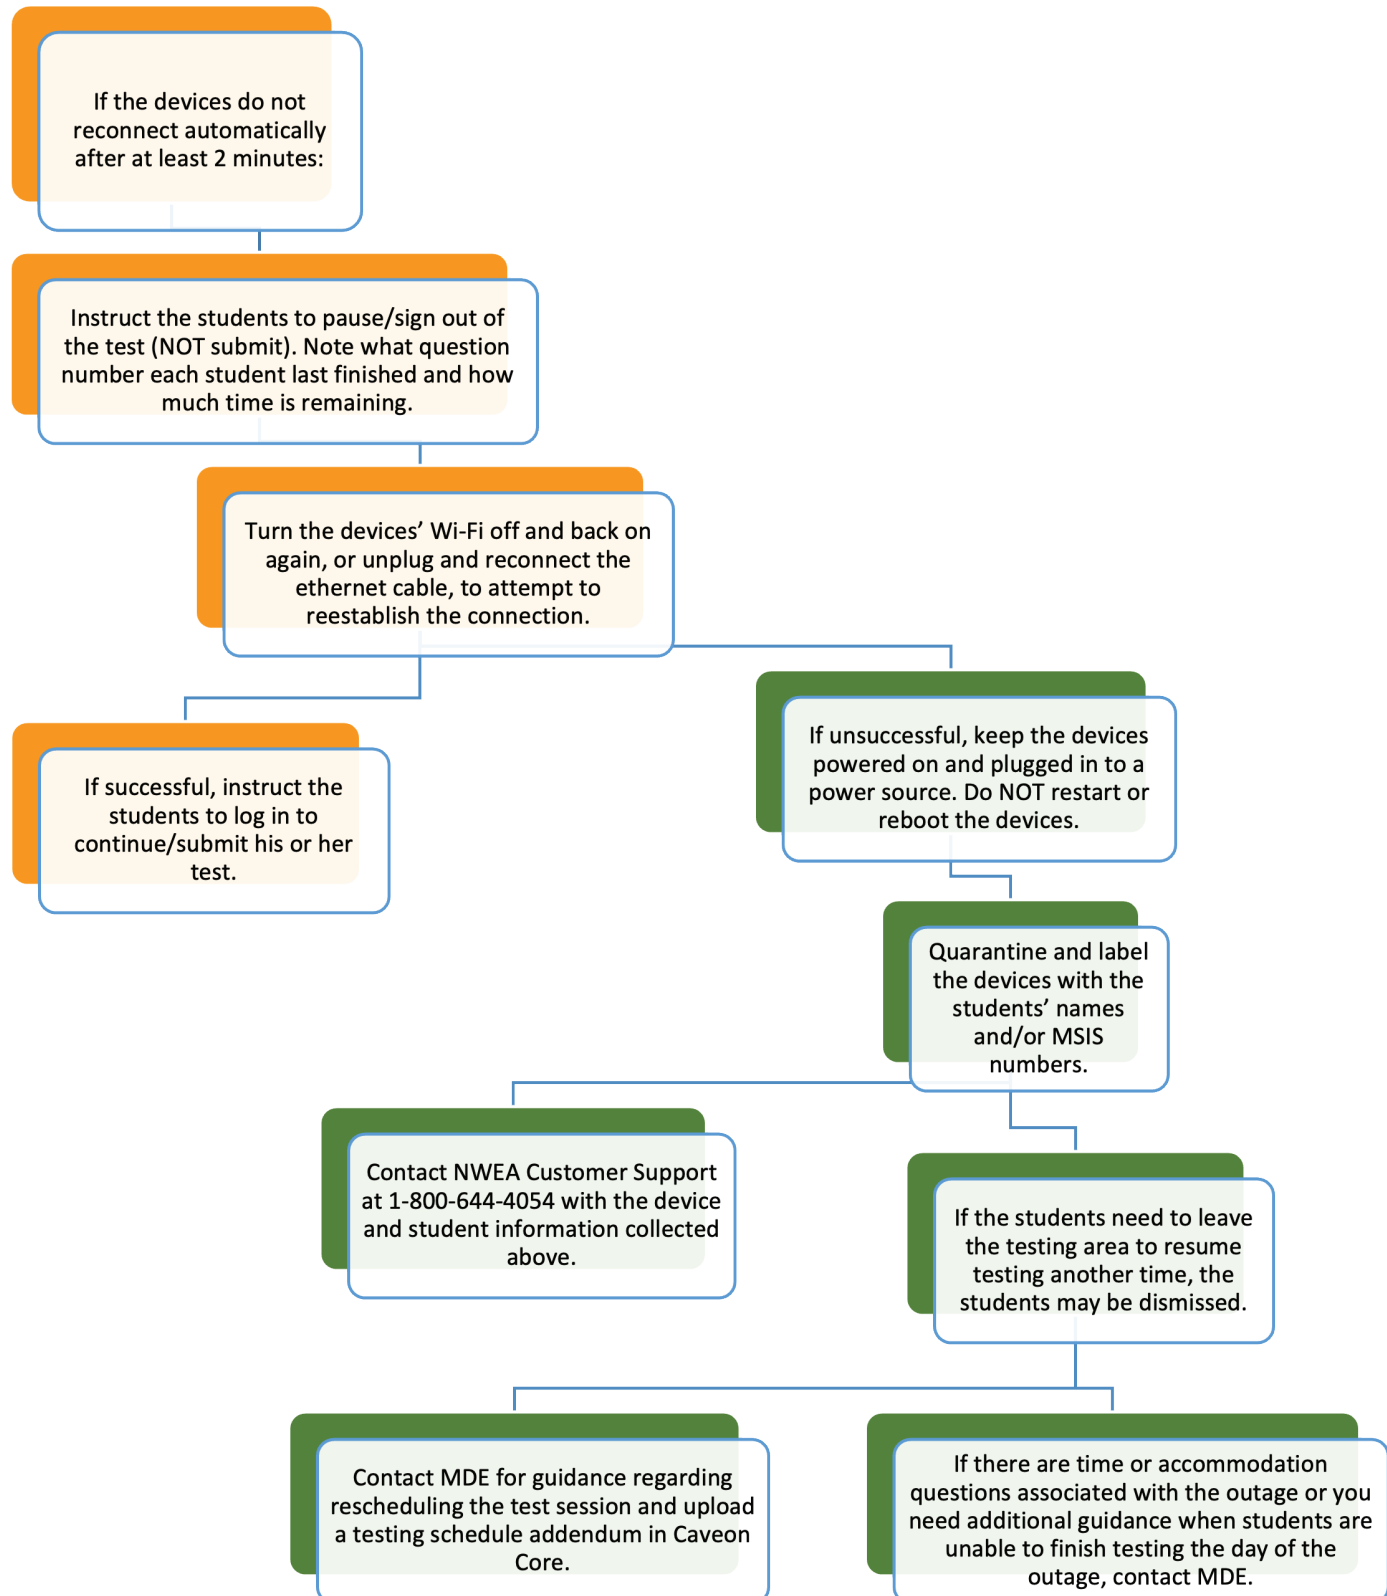 If the devices do not
reconnect automatically
after at least 2 minutes:
Instruct the students to pause/sign out of
the test (NOT submit). Note what question
number each student last finished and how
much time is remaining.
Turn the devices’ Wi-Fi off and back on
again, or unplug and reconnect the
ethernet cable, to attempt to
reestablish the connection.
If successful, instruct the
students to log in to
continue/submit his or her
test.
If unsuccessful, keep the devices
powered on and plugged in to a
power source. Do NOT restart or
reboot the devices.
Quarantine and label
the devices with the
students’ names
and/or MSIS
numbers.
Contact NWEA Customer Support
at 1-800-644-4054 with the device
and student information collected
above.
If the students need to leave
the testing area to resume
testing another time, the
students may be dismissed.
Contact MDE for guidance regarding
rescheduling the test session and upload
a testing schedule addendum in Caveon
Core.
If there are time or accommodation
questions associated with the outage or you
need additional guidance when students are
unable to finish testing the day of the
outage, contact MDE.